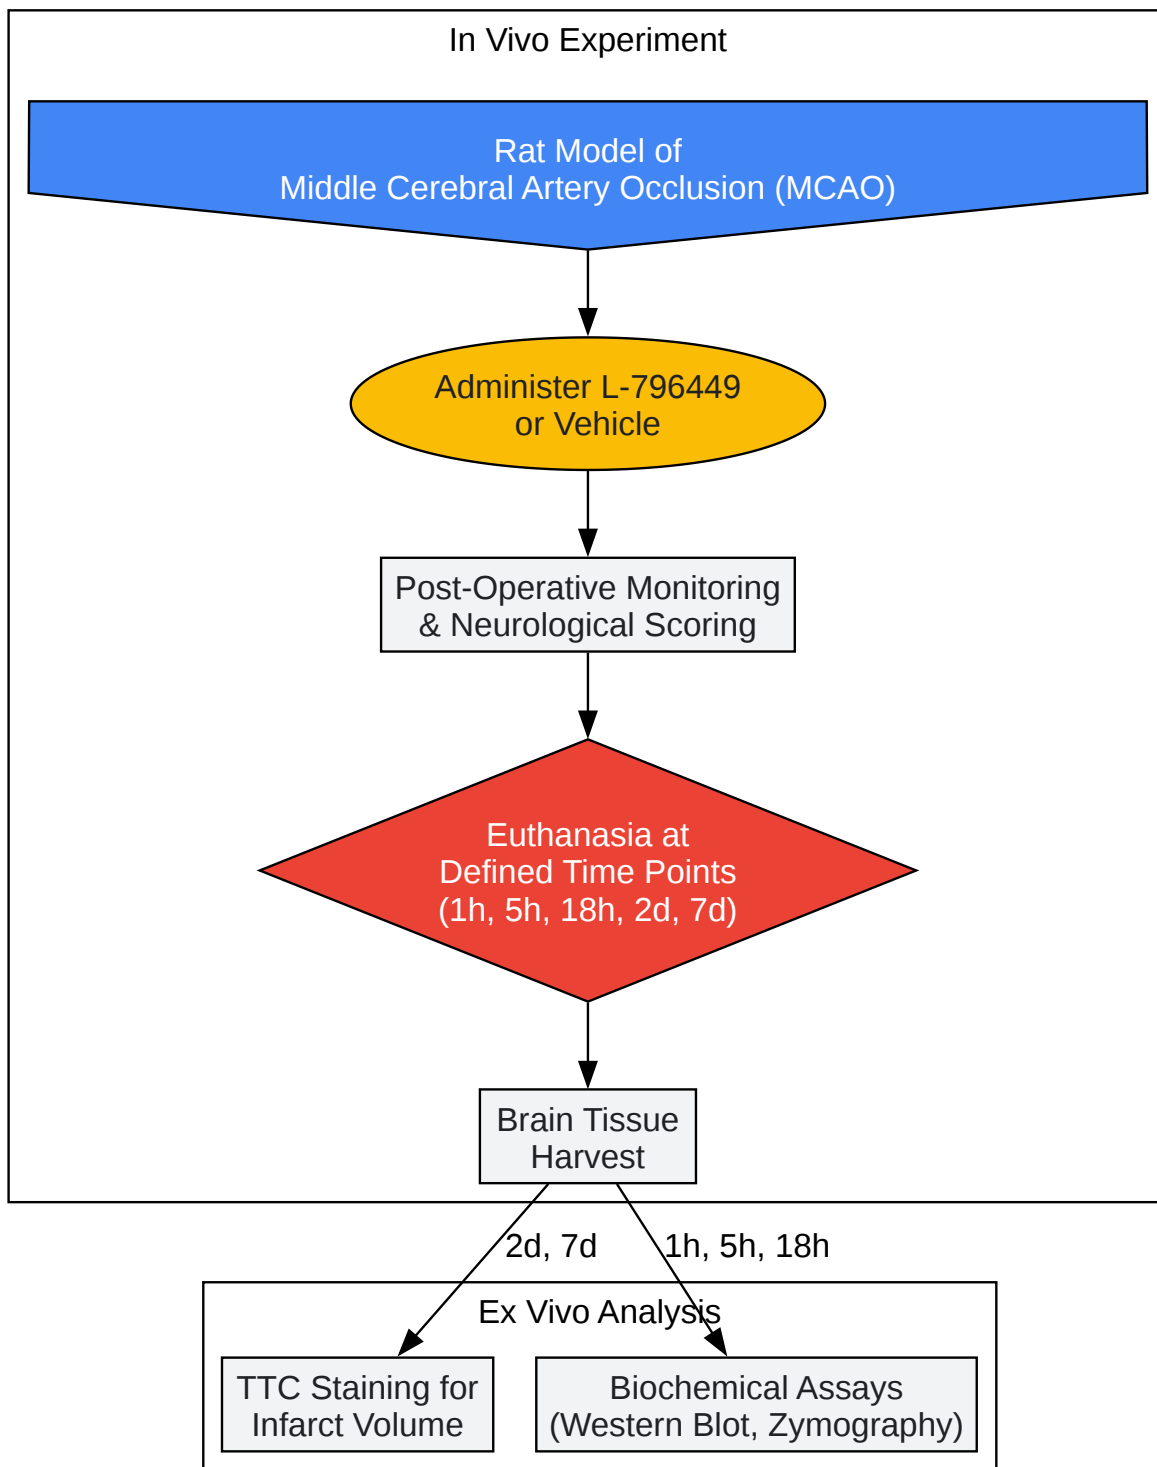 In Vivo Experiment
Rat Model of
Middle Cerebral Artery Occlusion (MCAO)
Administer L-796449
or Vehicle
Post-Operative Monitoring
& Neurological Scoring
Euthanasia at
Defined Time Points
(1h, 5h, 18h, 2d, 7d)
Brain Tissue
Harvest
2d, 7d
1h, 5h, 18h
Ex Vivo Analysis
TTC Staining for
Infarct Volume
Biochemical Assays
(Western Blot, Zymography)